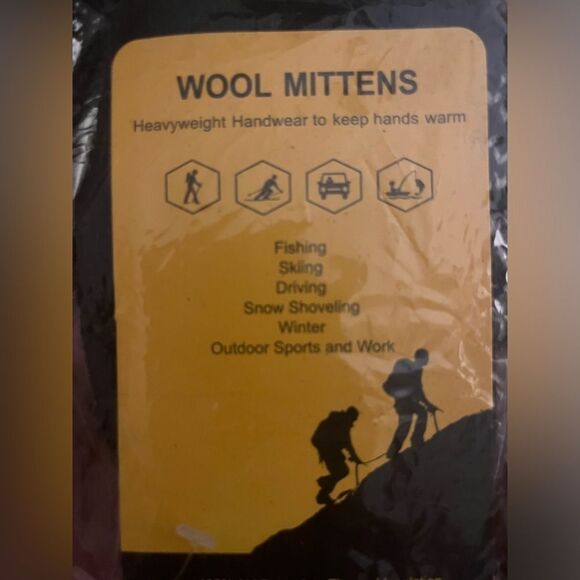 WOOL MITTENS
Heavyweight Handwear to keep hands warm
Fishing
Skiing
Driving
Snow Shoveling
Winter
Outdoor Sports and Work